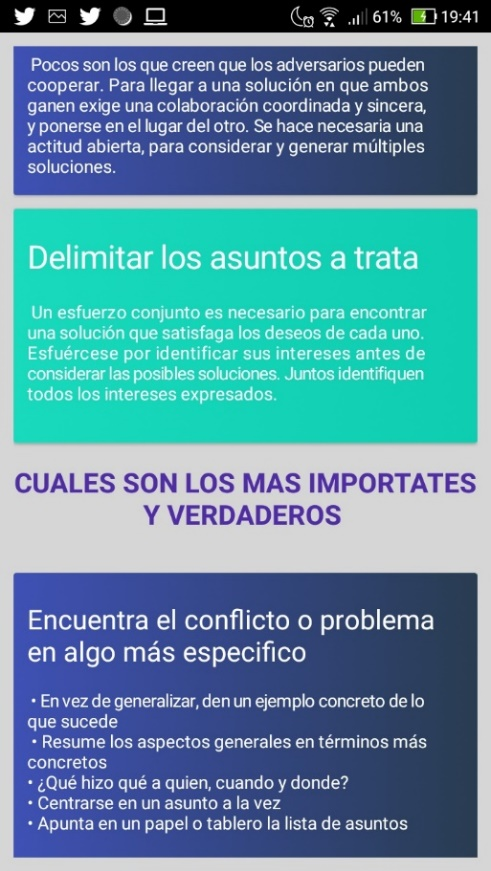 61% 19:41
Pocos son los que creen que los adversarios pueden
cooperar. Para llegar a una solución en que ambos
ganen exige una colaboración coordinada y sincera,
y ponerse en el lugar del otro. Se hace necesaria una
actitud abierta, para considerar y generar múltiples
soluciones.
Delimitar los asuntos a trata
Un esfuerzo conjunto es necesario para encontrar
una solución que satisfaga los deseos de cada uno.
Esfuércese por identificar sus intereses antes de
considerar las posibles soluciones. Juntos identifiquen
todos los intereses expresados.
CUALES SON LOS MAS IMPORTATES
Y VERDADEROS
Encuentra el conflicto o problema
en algo más especifico
• En vez de generalizar, den un ejemplo concreto de lo
que sucede
• Resume los aspectos generales en términos más
concretos
• ¿Qué hizo qué a quien, cuando y donde?
• Centrarse en un asunto a la vez
• Apunta en un papel o tablero la lista de asuntos